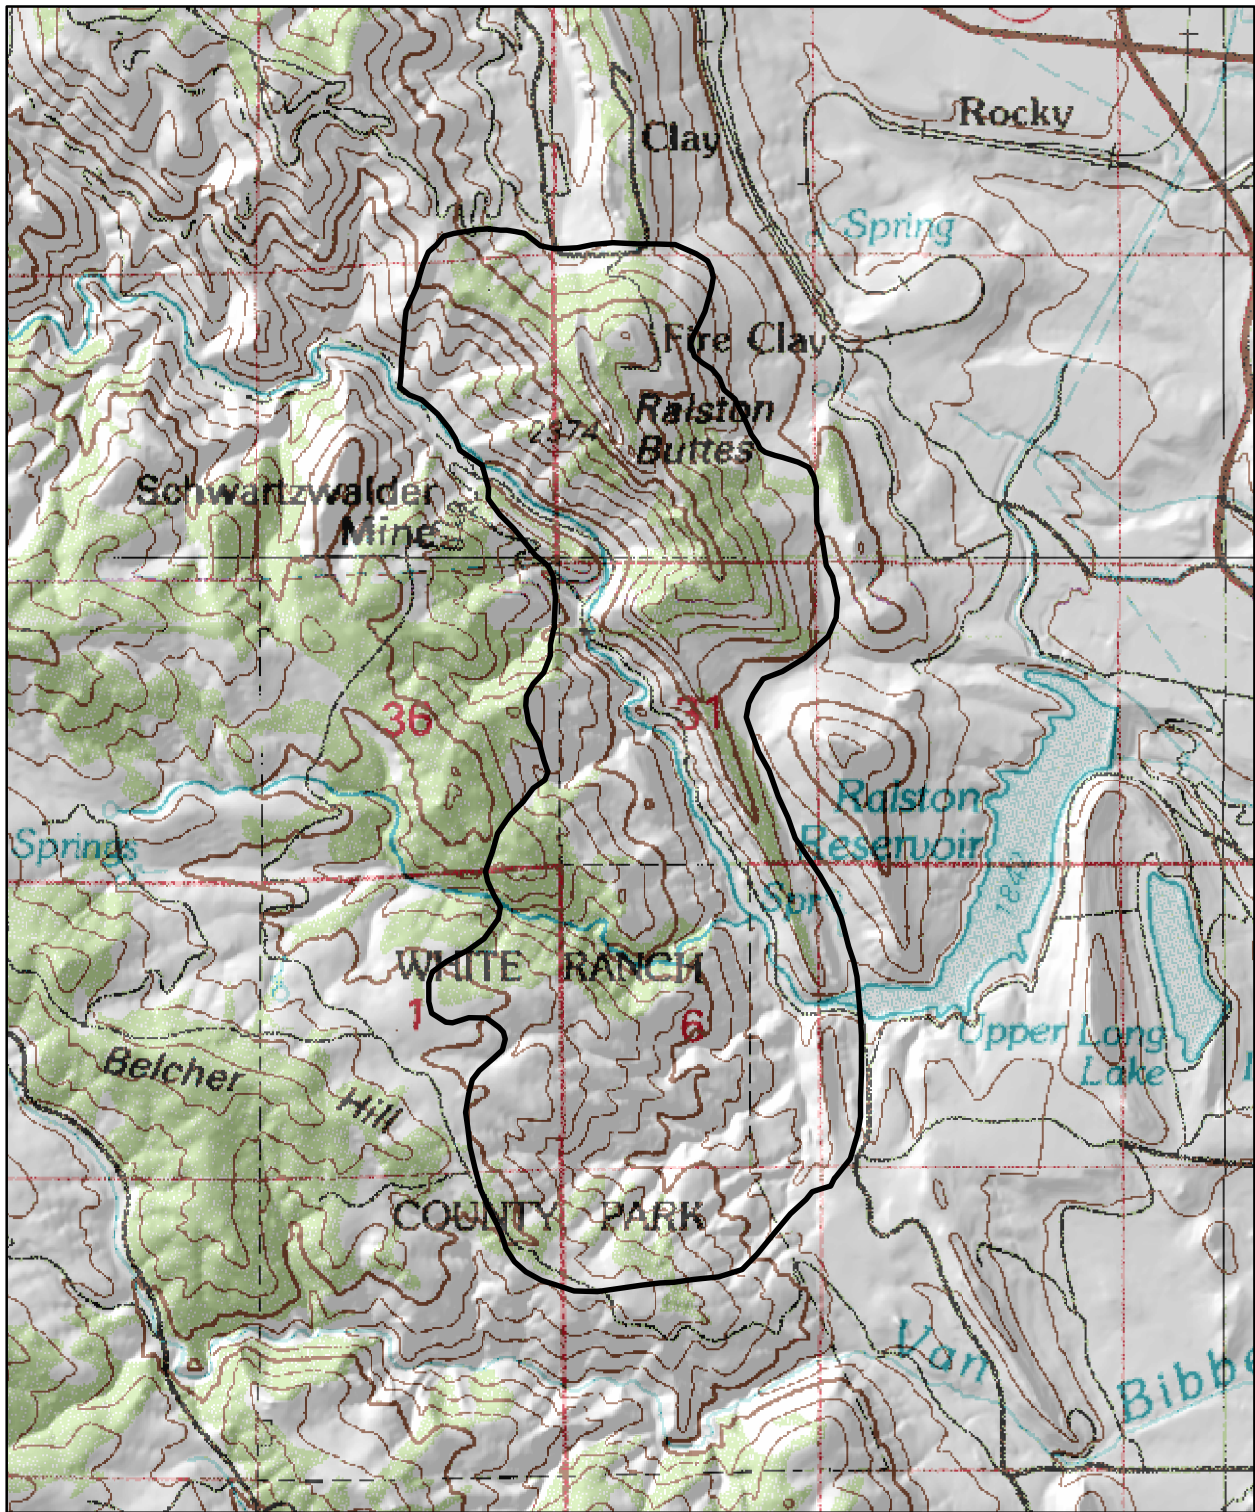 Rocky
Clay
Spring
Fire Clay
Ralston
Buttes
2374
Schwartzwalder
Mine
36
31
Ralston
Reservoir
Springs
1840
Spr
WHITE RANCH
1
6
Upper Long
Lake
Belcher
Hill
COUNTY PARK
Van
Bibb